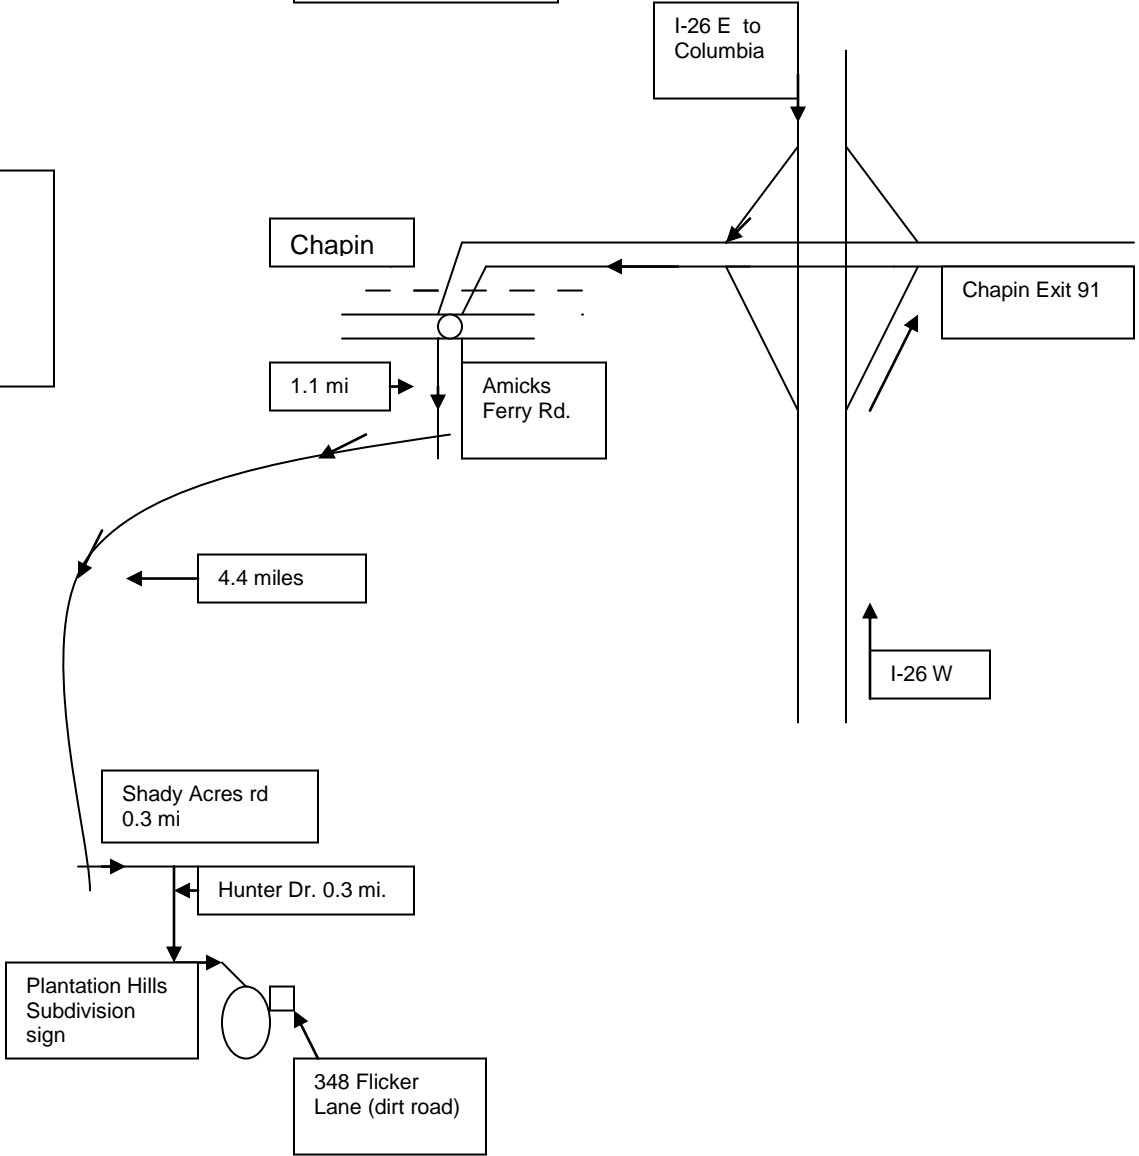 I-26 E  to
Columbia
Chapin
Chapin Exit 91
1.1 mi
Amicks
Ferry Rd.
4.4 miles
I-26 W
Shady Acres rd
0.3 mi
Hunter Dr. 0.3 mi.
Plantation Hills
Subdivision
sign
348 Flicker
Lane (dirt road)